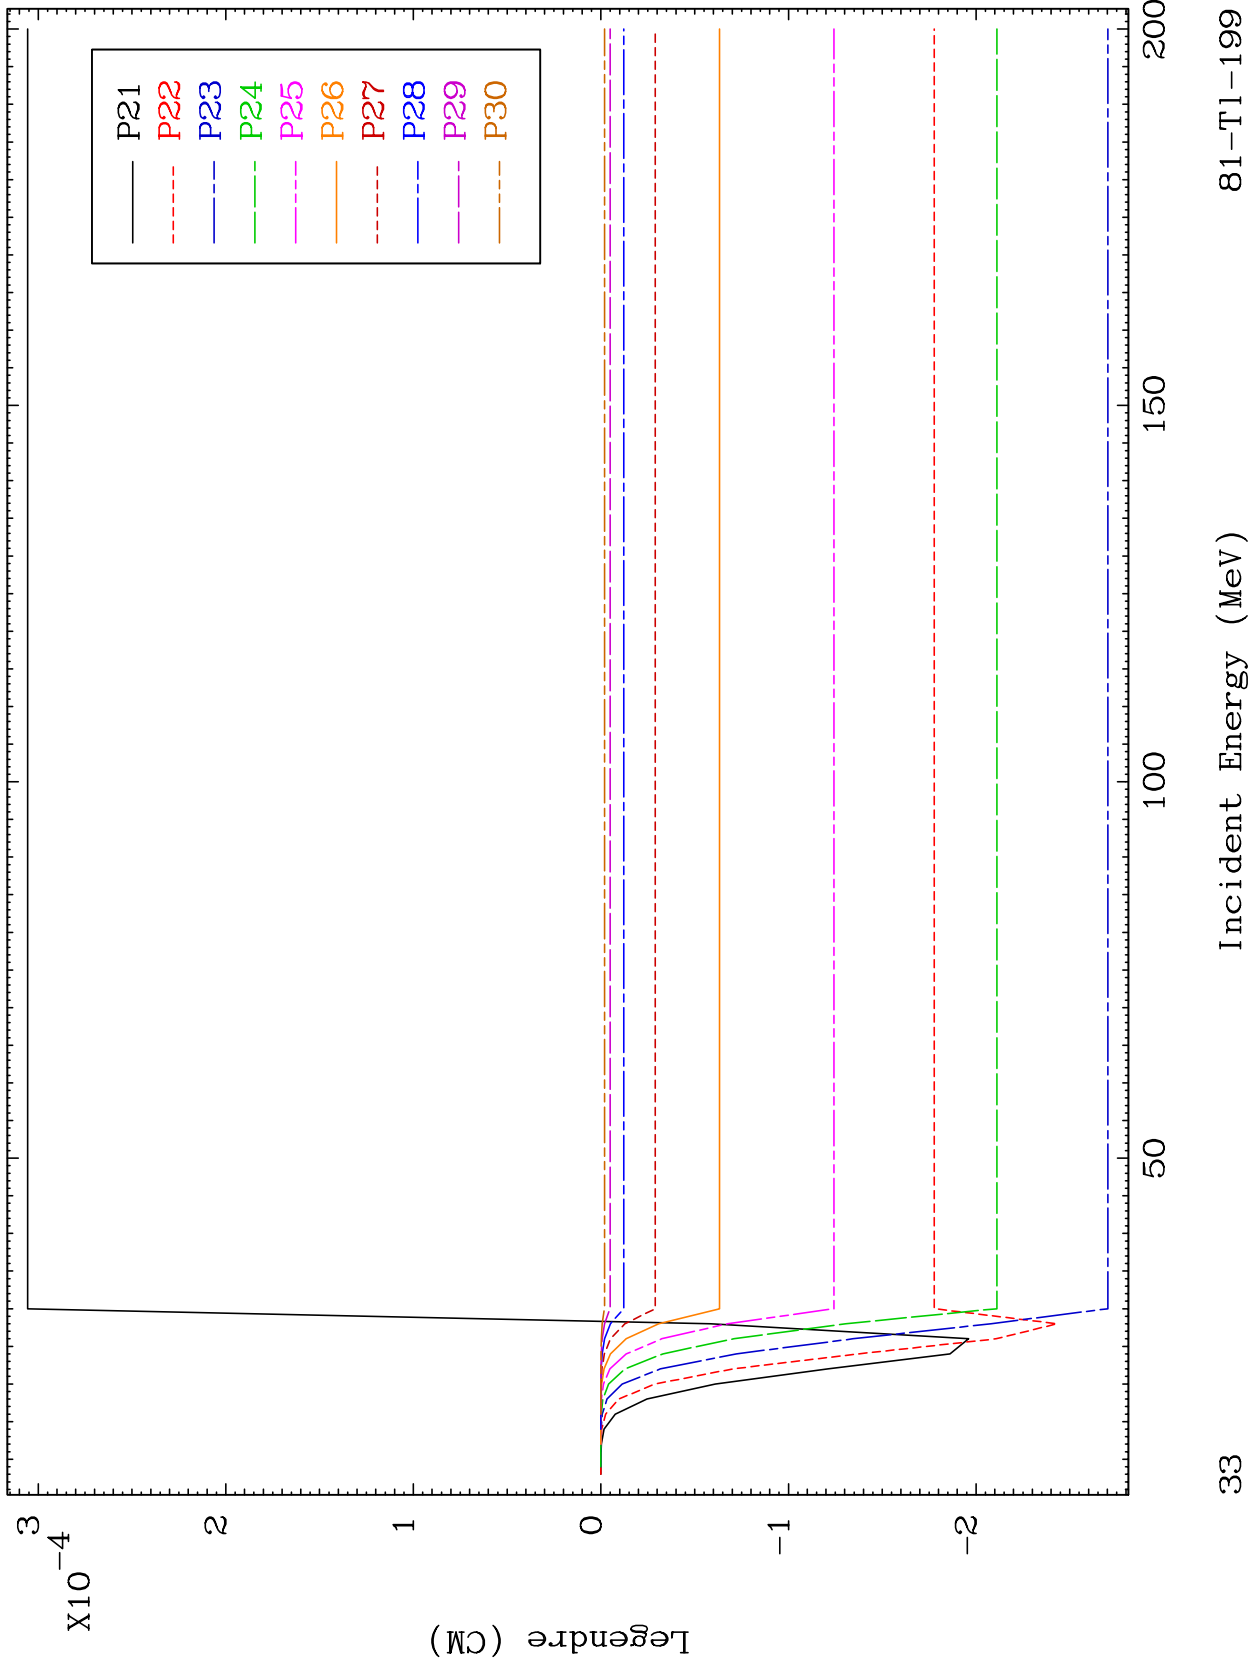 3
2
1
0
-1
-2
X10
-4
Legendre (CM)
P21
P22
P23
P24
P25
P26
P27
P28
P29
P30
50
100
150
200
33
Incident Energy (MeV)
81-Tl-199